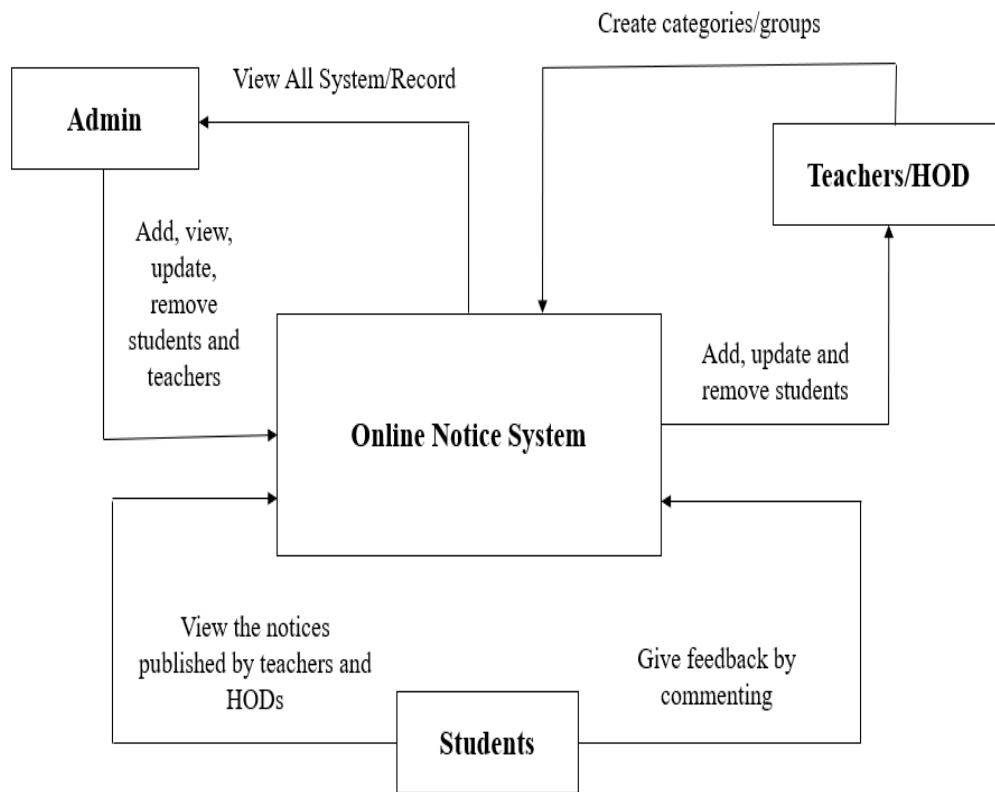 Create categories/groups
View All System/Record
Admin
Teachers/HOD
Add, view,
update,
remove
students and
teachers
Add, update and
remove students
Online Notice System
View the notices
published by teachers and
HODs
Give feedback by
commenting
Students